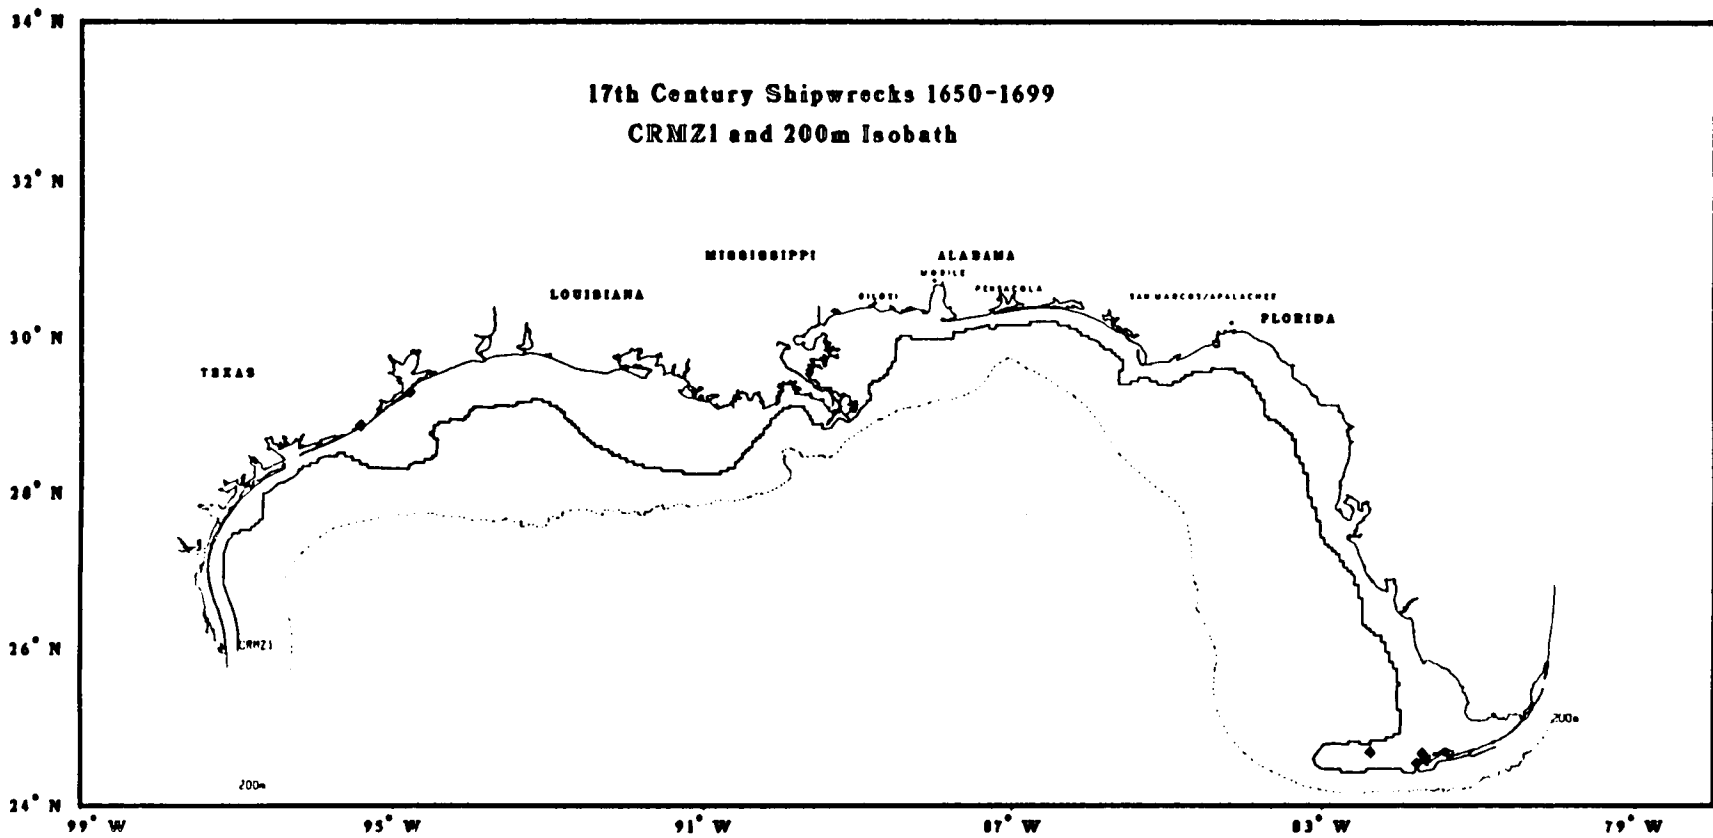 34° N
17th Century Shipwrecks 1650-1699
CRMZ1 and 200m Isobath
32° N
MISSISSIPPI ALABAMA
MOBILE
LOUISIANA BILOXI PENSACOLA SAN MARCOS/APALACHEE
FLORIDA
30° N
TEXAS
28° N
26° N CRMZ1
200m
200m
24° N
99° W 95° W 91° W 87° W 83° W 79° W